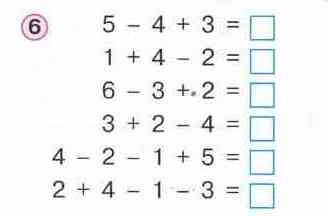 6 5 - 4 + 3 =
1 + 4 - 2 =
6 - 3 + 2 =
3 + 2 - 4 =
4 - 2 - 1 + 5 =
2 + 4 - 1 - 3 =